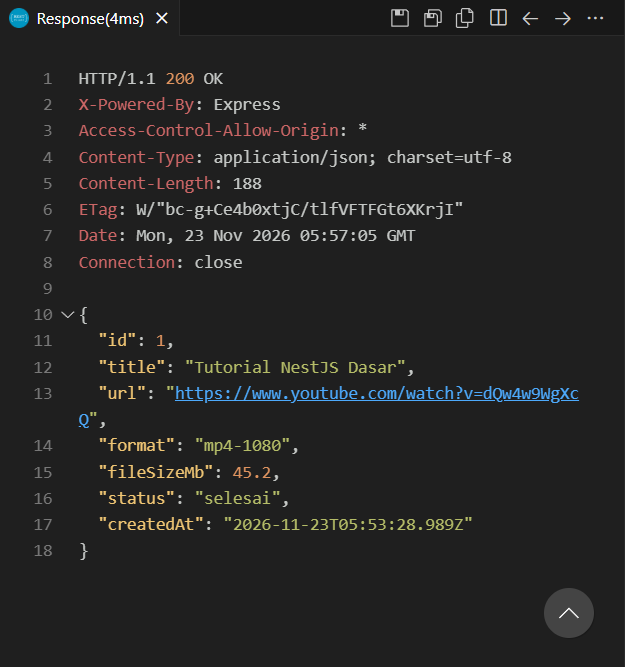 Response(4ms)
1 HTTP/1.1 200 OK
2 X-Powered-By: Express
3 Access-Control-Allow-Origin: *
4 Content-Type: application/json; charset=utf-8
5 Content-Length: 188
6 ETag: W/"bc-g+Ce4b0xtjC/tlfVFTFGt6XKrjI"
7 Date: Mon, 23 Nov 2026 05:57:05 GMT
8 Connection: close
9
10 {
11 "id": 1,
12 "title": "Tutorial NestJS Dasar",
13 "url": "https://www.youtube.com/watch?v=dQw4w9WgXc
Q",
14 "format": "mp4-1080",
15 "fileSizeMb": 45.2,
16 "status": "selesai",
17 "createdAt": "2026-11-23T05:53:28.989Z"
18 }